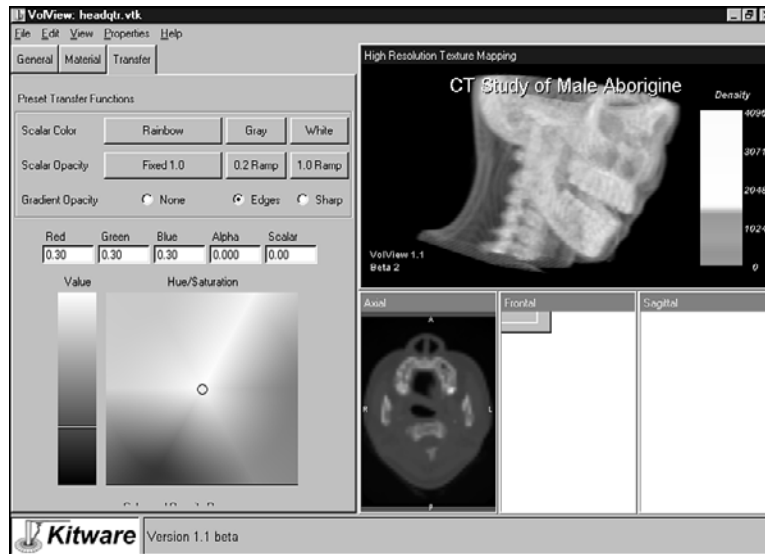 VolView: headqtr.vtk
File Edit View Properties Help
General Material Transfer
Preset Transfer Functions
Scalar Color Rainbow Gray White
Scalar Opacity Fixed 1.0 0.2 Ramp 1.0 Ramp
Gradient Opacity None Edges Sharp
Red Green Blue Alpha Scalar
0.30 0.30 0.30 0.000 0.00
Value Hue/Saturation
High Resolution Texture Mapping
CT Study of Male Aborigine
Density
4096
3071
2048
1024
0
VolView 1.1
Beta 2
Axial
A
R L
P
Frontal
Sagittal
Kitware
Version 1.1 beta